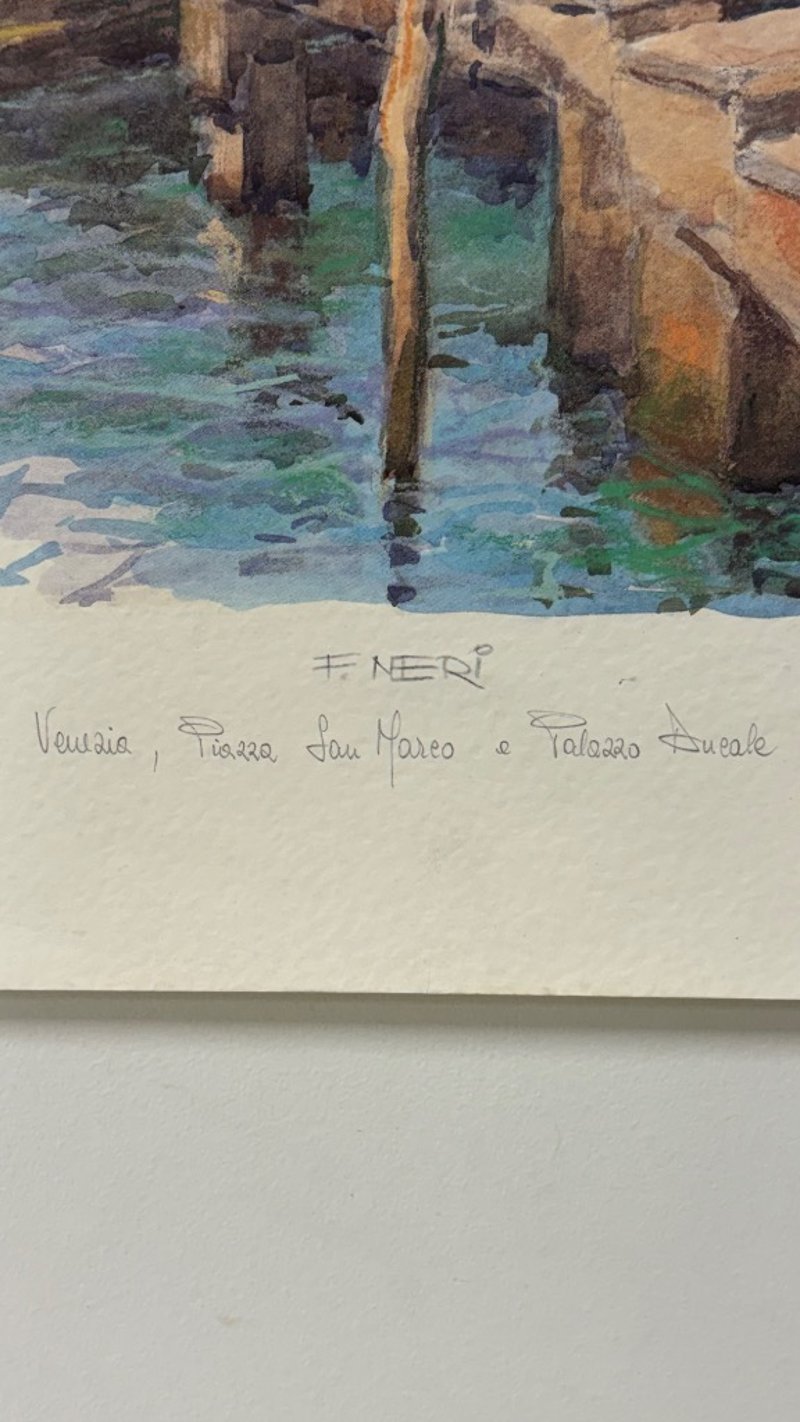 F. NERi
Venezia, Piazza San Marco e Palazzo Ducale